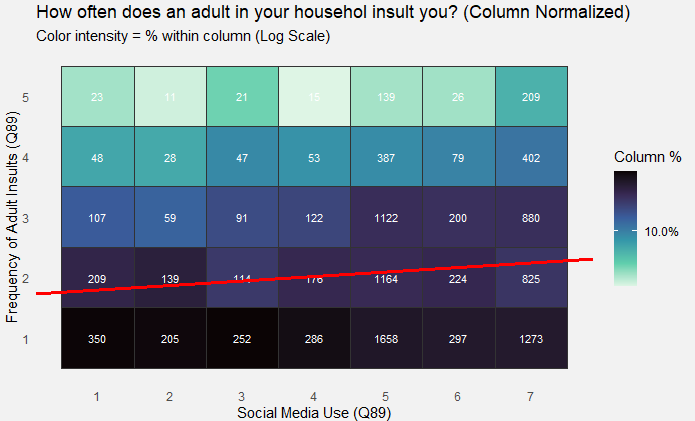 How often does an adult in your househol insult you? (Column Normalized)
Color intensity = % within column (Log Scale)
Frequency of Adult Insults (Q89)
5 23 11 21 15 139 26 209
4 48 28 47 53 387 79 402
3 107 59 91 122 1122 200 880
2 209 139 114 176 1164 224 825
1 350 205 252 286 1658 297 1273
1 2 3 4 5 6 7
Social Media Use (Q89)
Column %
10.0%